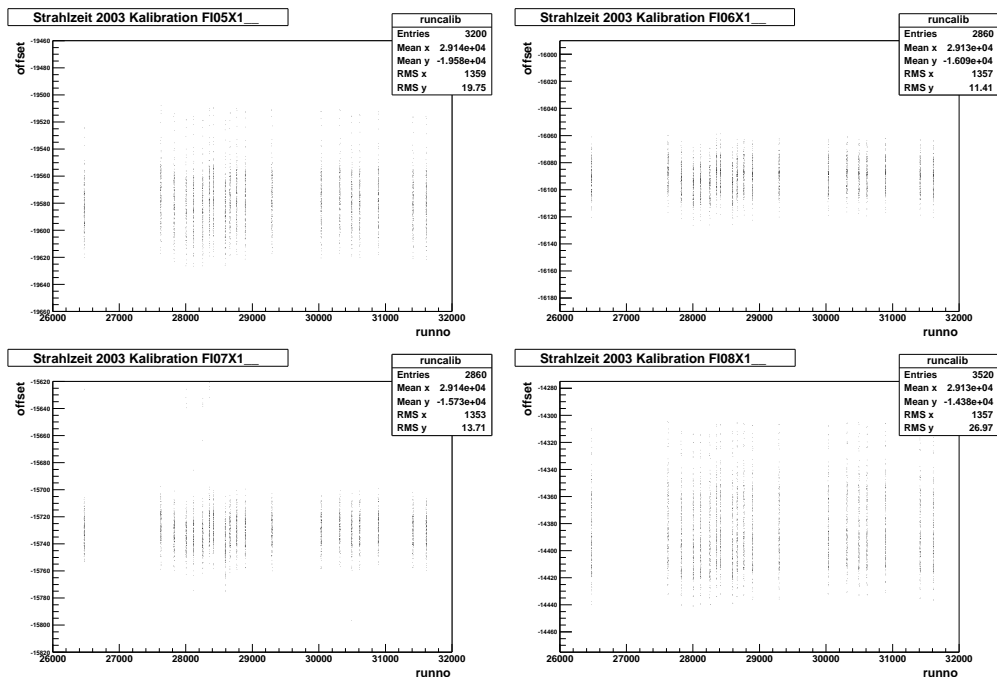 Strahlzeit 2003 Kalibration FI05X1__
runcalib
Entries 3200
Mean x 2.914e+04
Mean y -1.958e+04
RMS x 1359
RMS y 19.75
offset
-19460
-19480
-19500
-19520
-19540
-19560
-19580
-19600
-19620
-19640
-19660
26000 27000 28000 29000 30000 31000 32000
runno
Strahlzeit 2003 Kalibration FI06X1__
runcalib
Entries 2860
Mean x 2.913e+04
Mean y -1.609e+04
RMS x 1357
RMS y 11.41
offset
-16000
-16020
-16040
-16060
-16080
-16100
-16120
-16140
-16160
-16180
26000 27000 28000 29000 30000 31000 32000
runno
Strahlzeit 2003 Kalibration FI07X1__
runcalib
Entries 2860
Mean x 2.914e+04
Mean y -1.573e+04
RMS x 1353
RMS y 13.71
offset
-15620
-15640
-15660
-15680
-15700
-15720
-15740
-15760
-15780
-15800
-15820
26000 27000 28000 29000 30000 31000 32000
runno
Strahlzeit 2003 Kalibration FI08X1__
runcalib
Entries 3520
Mean x 2.913e+04
Mean y -1.438e+04
RMS x 1357
RMS y 26.97
offset
-14280
-14300
-14320
-14340
-14360
-14380
-14400
-14420
-14440
-14460
26000 27000 28000 29000 30000 31000 32000
runno